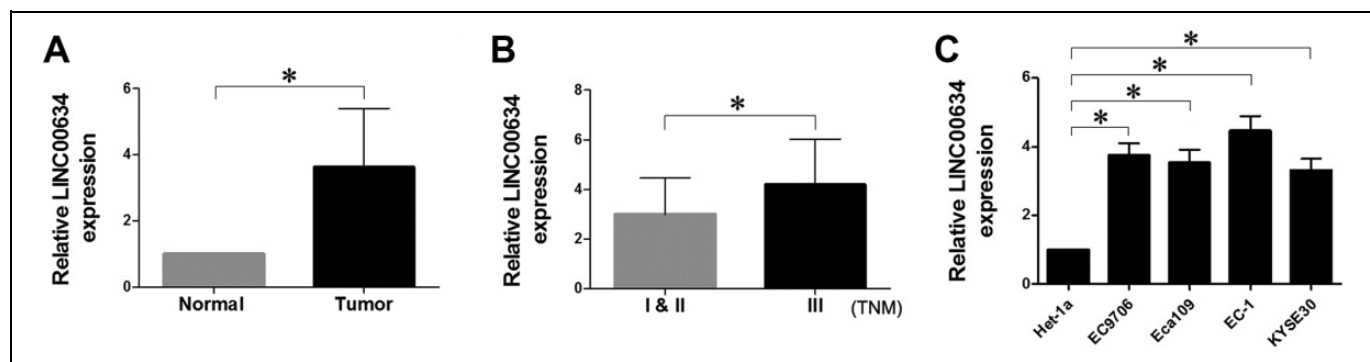 A
Relative LINC00634
expression
6
4
2
0
*
Normal
Tumor
B
Relative LINC00634
expression
8
6
4
2
0
*
I & II
III
(TNM)
C
Relative LINC00634
expression
6
4
2
0
*
*
*
*
Het-1a
EC9706
Eca109
EC-1
KYSE30